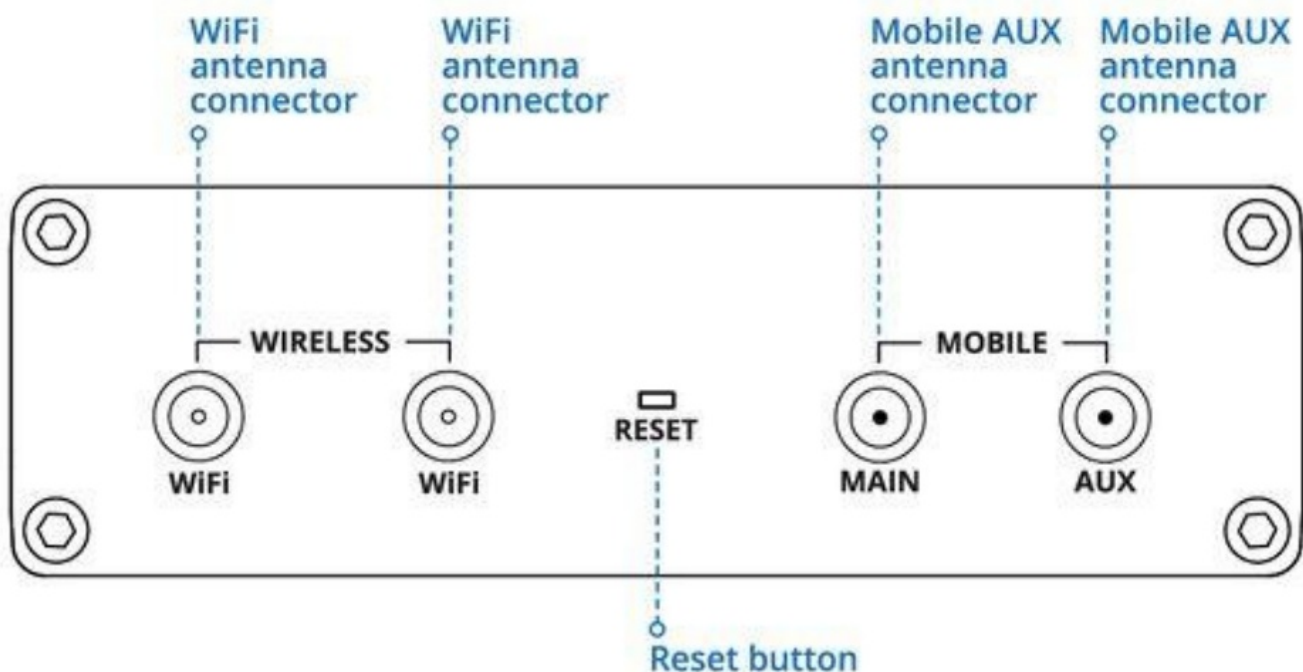 WiFi
antenna
connector
WiFi
antenna
connector
Mobile AUX
antenna
connector
Mobile AUX
antenna
connector
WIRELESS
MOBILE
WiFi
WiFi
RESET
MAIN
AUX
Reset button